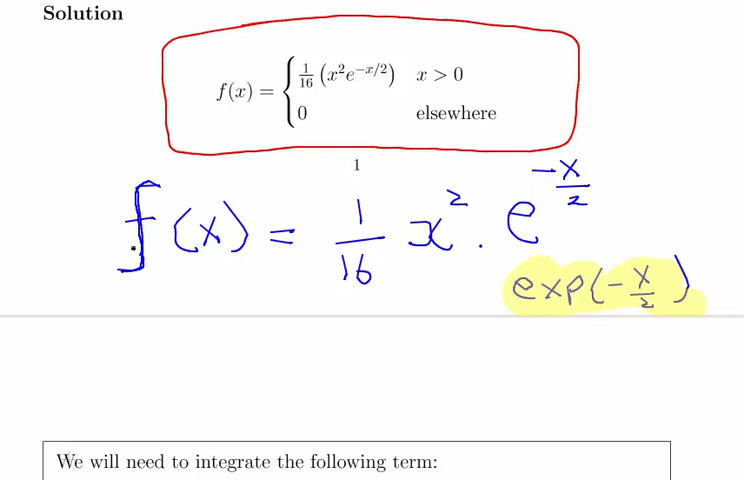 Solution
f(x) = { 1/16 (x²e^{−x/2})   x > 0
0   elsewhere
1
f(x) = 1/16 x² · e^{−x/2}
exp(−x/2)
We will need to integrate the following term: